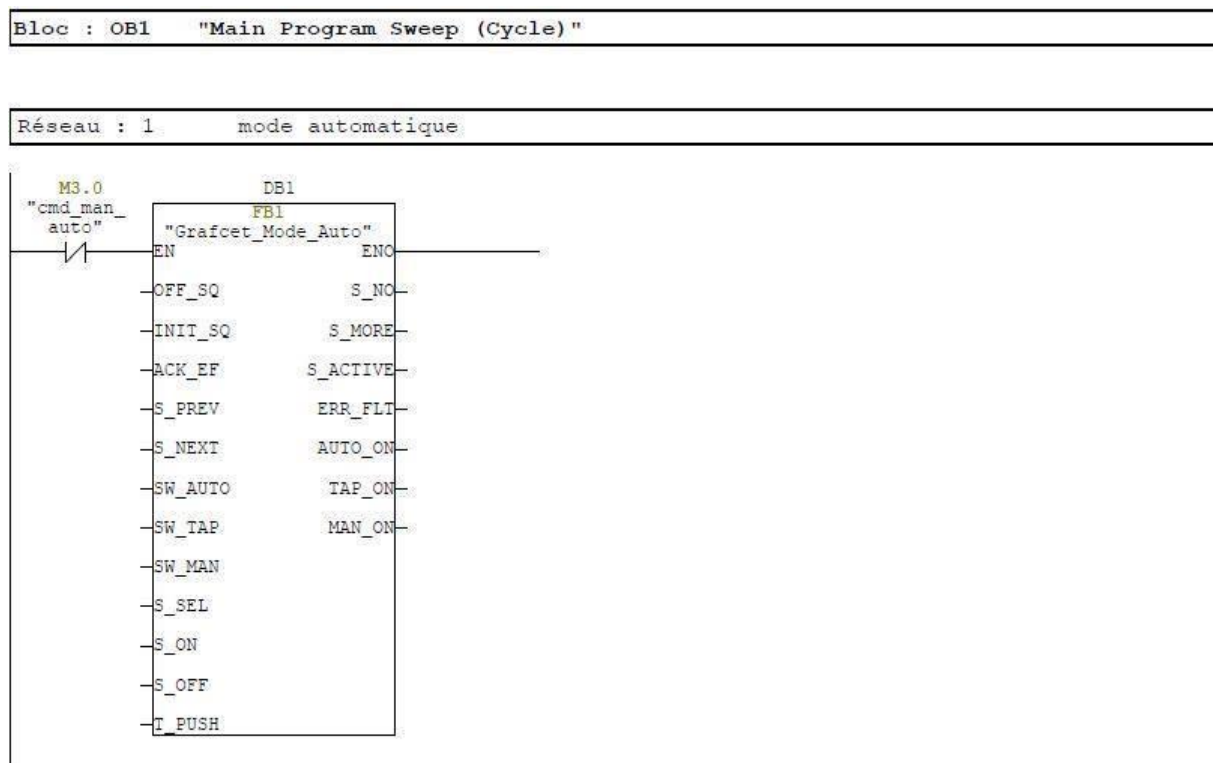 Bloc : OB1 "Main Program Sweep (Cycle)"
Réseau : 1 mode automatique
M3.0 DB1
"cmd_man_ FB1
auto" "Grafcet_Mode_Auto"
EN ENO
OFF_SQ S_NO
INIT_SQ S_MORE
ACK_EF S_ACTIVE
S_PREV ERR_FLT
S_NEXT AUTO_ON
SW_AUTO TAP_ON
SW_TAP MAN_ON
SW_MAN
S_SEL
S_ON
S_OFF
T_PUSH